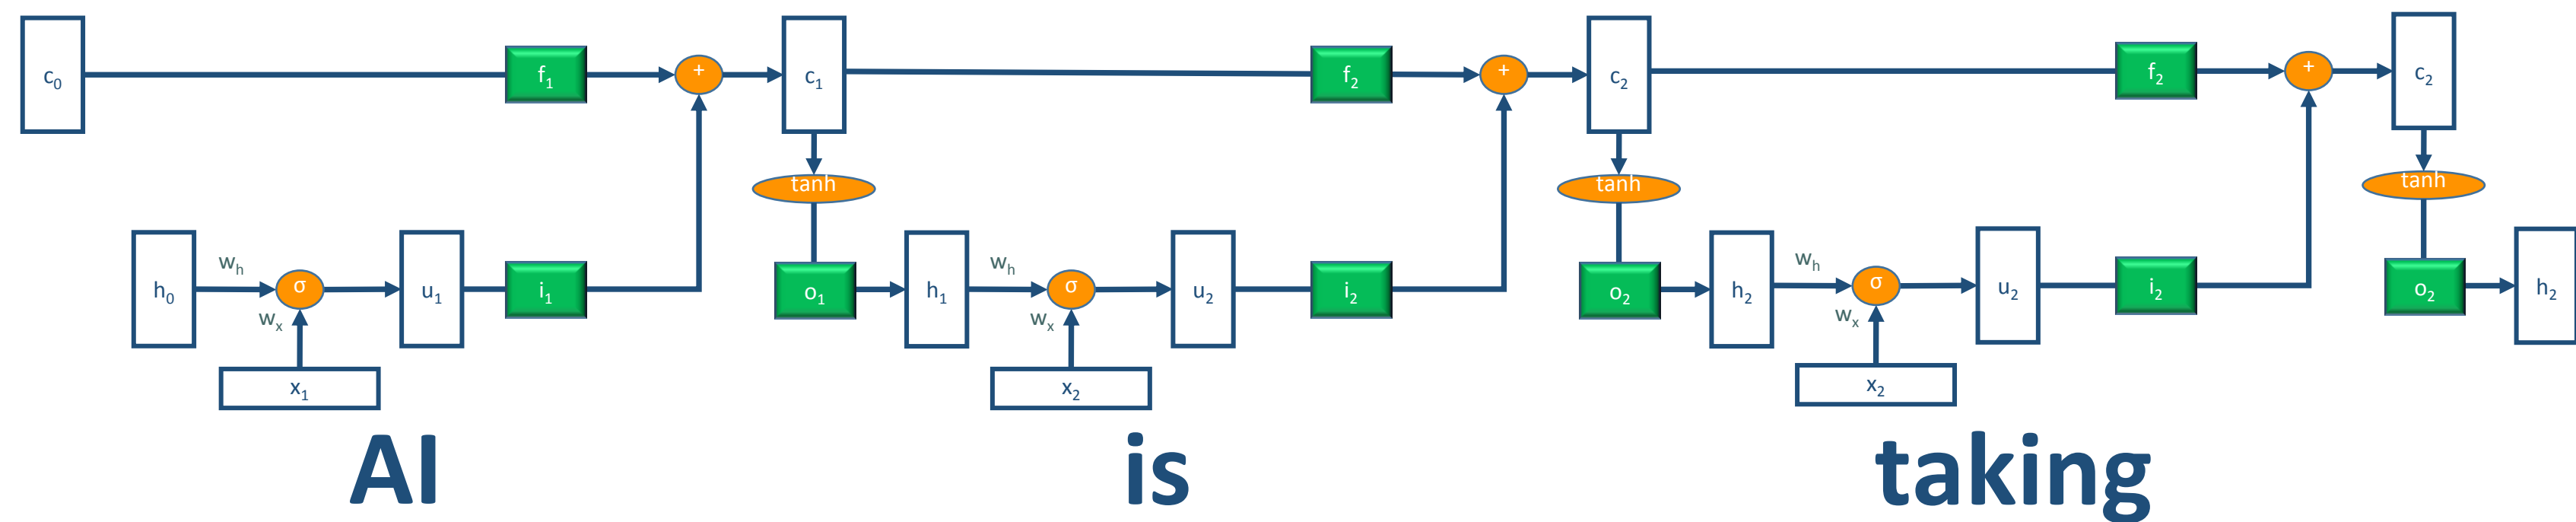 c₀ f₁ + c₁ f₂ + c₂ f₂ + c₂
tanh tanh tanh
h₀ wₕ σ u₁ i₁ o₁ h₁ wₕ σ u₂ i₂ o₂ h₂ wₕ σ u₂ i₂ o₂ h₂
wₓ wₓ wₓ
x₁ x₂ x₂
AI is taking